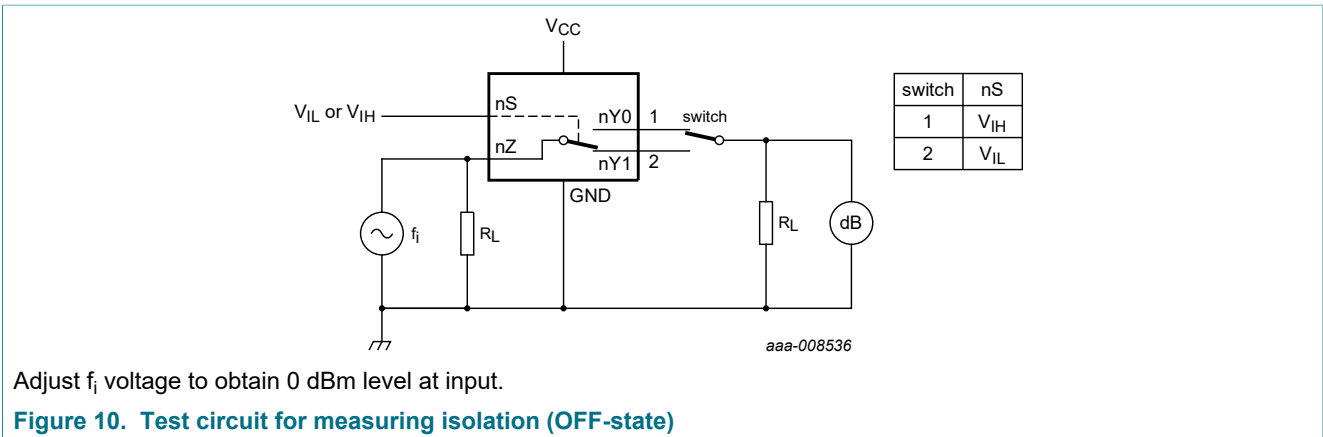 VCC
switch nS
nS
VIL or VIH
nY0 1 switch
1 VIH
nZ
nY1 2
2 VIL
GND
fi
RL
RL
dB
aaa-008536
Adjust fi voltage to obtain 0 dBm level at input.
Figure 10. Test circuit for measuring isolation (OFF-state)